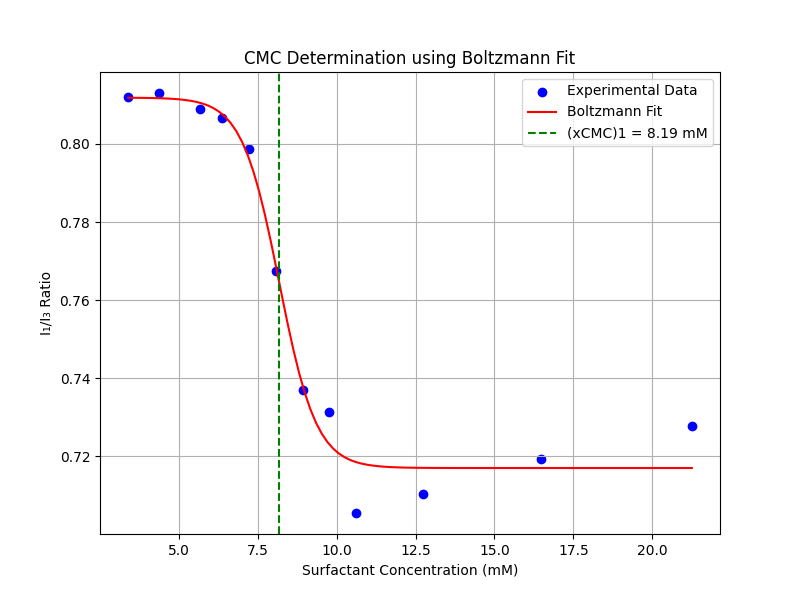 CMC Determination using Boltzmann Fit
Experimental Data
Boltzmann Fit
(xCMC)1 = 8.19 mM
I₁/I₃ Ratio
0.80
0.78
0.76
0.74
0.72
5.0 7.5 10.0 12.5 15.0 17.5 20.0
Surfactant Concentration (mM)